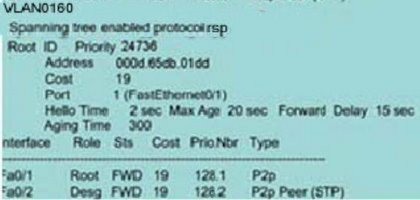 VLAN0160
Spanning tree enabled protocol rsp
Root ID Priority 24736
Address 000d.65db.01dd
Cost 19
Port 1 (FastEthernet0/1)
Hello Time 2 sec Max Age 20 sec Forward Delay 15 sec
Aging Time 300
nterface Role Sts Cost Prio.Nbr Type
Fa0/1 Root FWD 19 128.1 P2p
Fa0/2 Desg FWD 19 128.2 P2p Peer (STP)